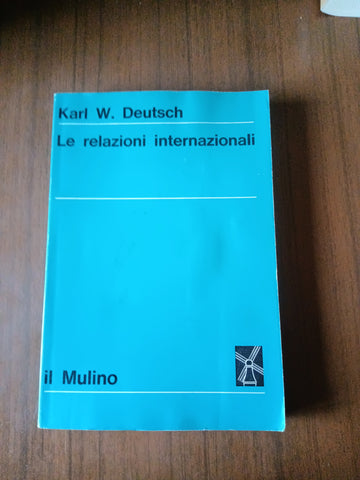 Karl W. Deutsch
Le relazioni internazionali
il Mulino